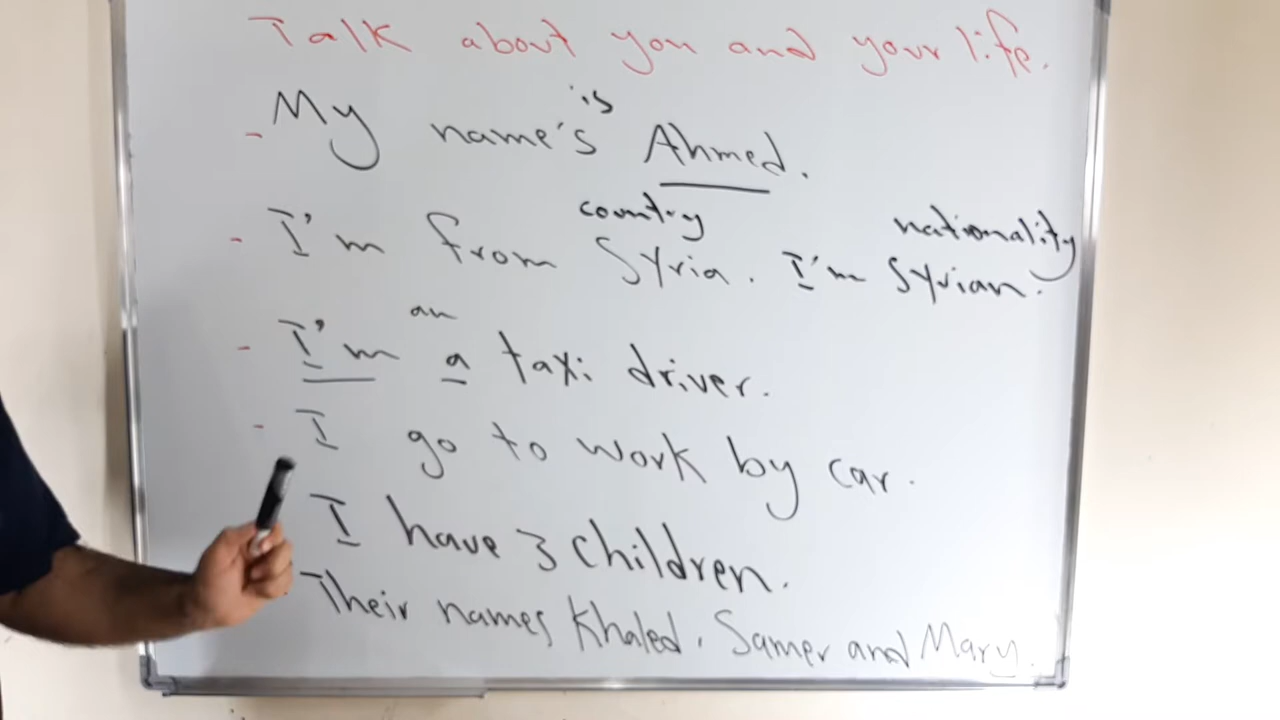 Talk about you and your life.
is
- My name's Ahmed.
country nationality
- I'm from Syria. I'm Syrian.
an
- I'm a taxi driver.
- I go to work by car.
I have 3 children.
Their names Khaled, Samer and Mary.